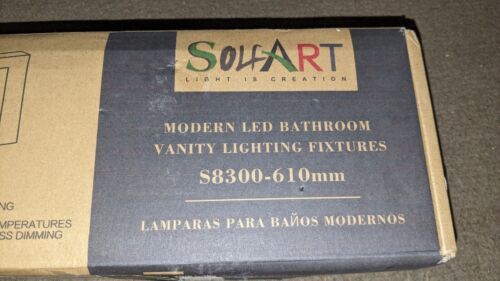 SOLFART
LIGHT IS CREATION
MODERN LED BATHROOM
VANITY LIGHTING FIXTURES
S8300-610mm
LAMPARAS PARA BAÑOS MODERNOS
NG
MPERATURES
SS DIMMING